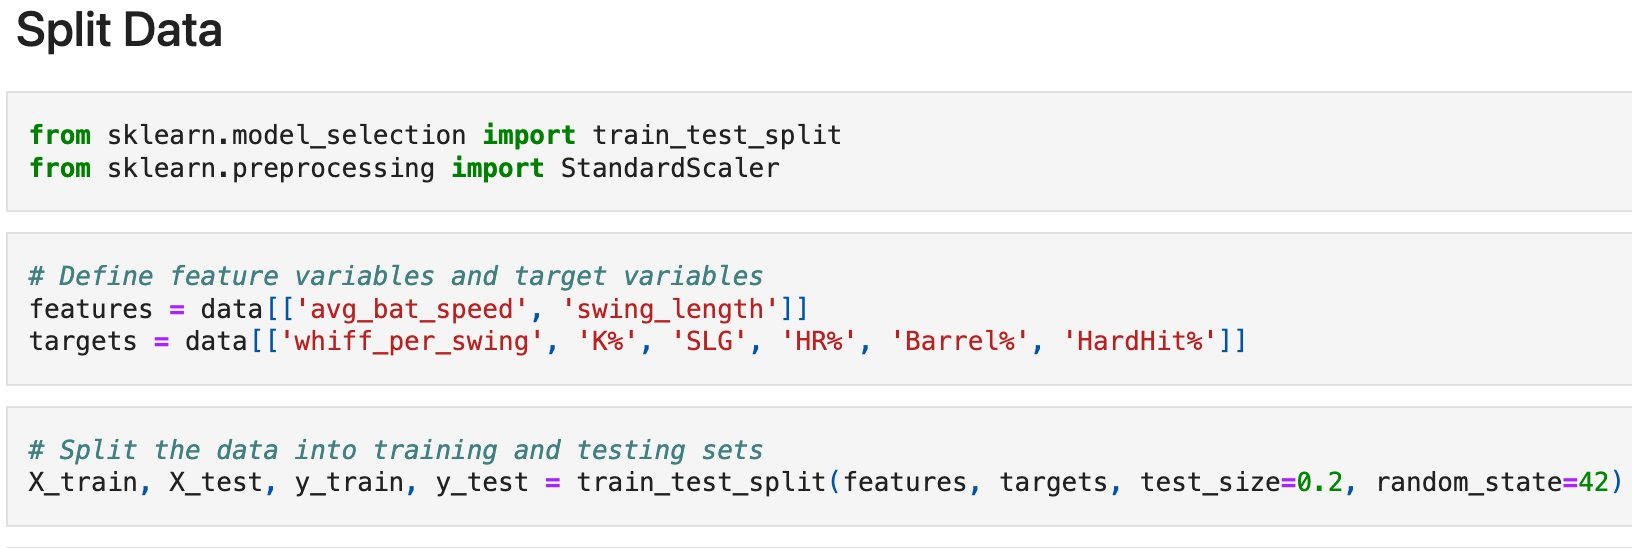 Split Data
from sklearn.model_selection import train_test_split
from sklearn.preprocessing import StandardScaler
# Define feature variables and target variables
features = data[['avg_bat_speed', 'swing_length']]
targets = data[['whiff_per_swing', 'K%', 'SLG', 'HR%', 'Barrel%', 'HardHit%']]
# Split the data into training and testing sets
X_train, X_test, y_train, y_test = train_test_split(features, targets, test_size=0.2, random_state=42)